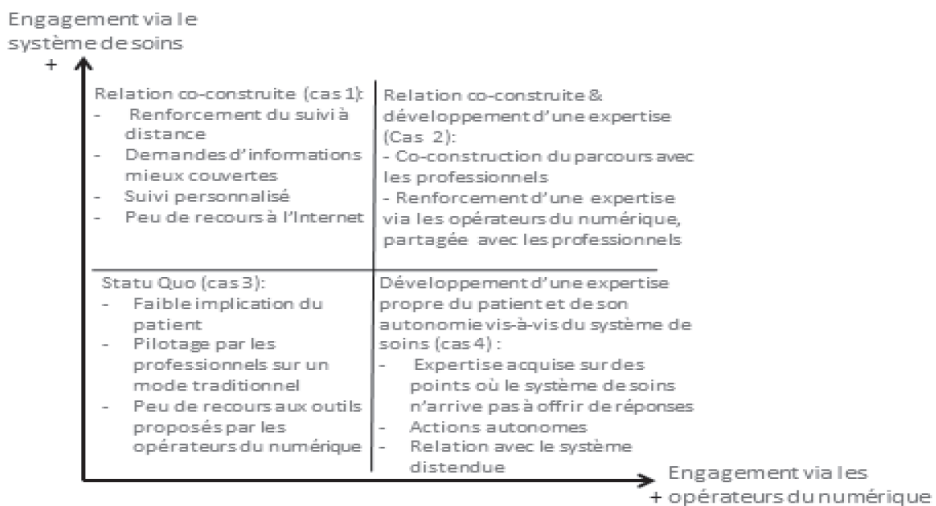 Engagement via le
système de soins
+
Relation co-construite (cas 1):
- Renforcement du suivi à
distance
- Demandes d'informations
mieux couvertes
- Suivi personnalisé
- Peu de recours à l'Internet
Relation co-construite &
développement d'une expertise
(Cas 2):
- Co-construction du parcours avec
les professionnels
- Renforcement d'une expertise
via les opérateurs du numérique,
partagée avec les professionnels
Statu Quo (cas 3):
- Faible implication du
patient
- Pilotage par les
professionnels sur un
mode traditionnel
- Peu de recours aux outils
proposés par les
opérateurs du numérique
Développement d'une expertise
propre du patient et de son
autonomie vis-à-vis du système de
soins (cas 4) :
- Expertise acquise sur des
points où le système de soins
n'arrive pas à offrir de réponses
- Actions autonomes
- Relation avec le système
distendue
Engagement via les
+ opérateurs du numérique